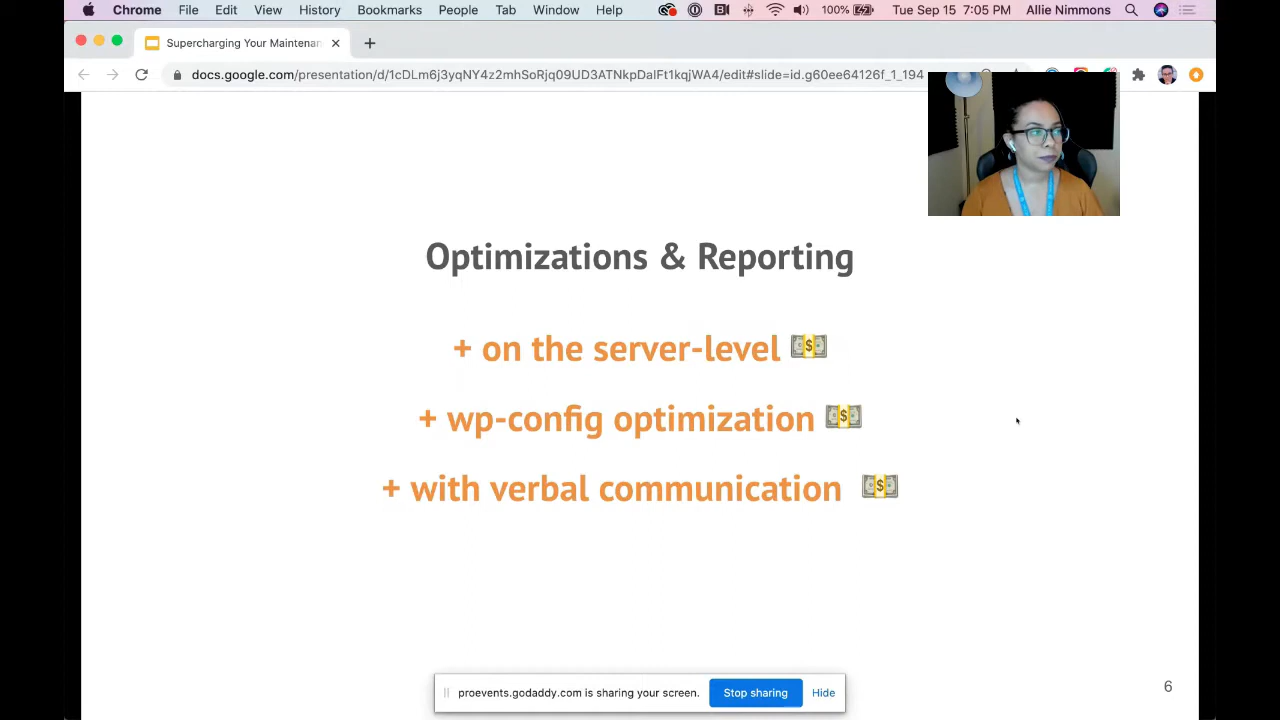 Chrome File Edit View History Bookmarks People Tab Window Help 100% Tue Sep 15 7:05 PM Allie Nimmons
Supercharging Your Maintenan
docs.google.com/presentation/d/1cDLm6j3yqNY4z2mhSoRjq09UD3ATNkpDalFt1kqjWA4/edit#slide=id.g60ee64126f_1_194
Optimizations & Reporting
+ on the server-level
+ wp-config optimization
+ with verbal communication
proevents.godaddy.com is sharing your screen. Stop sharing Hide
6